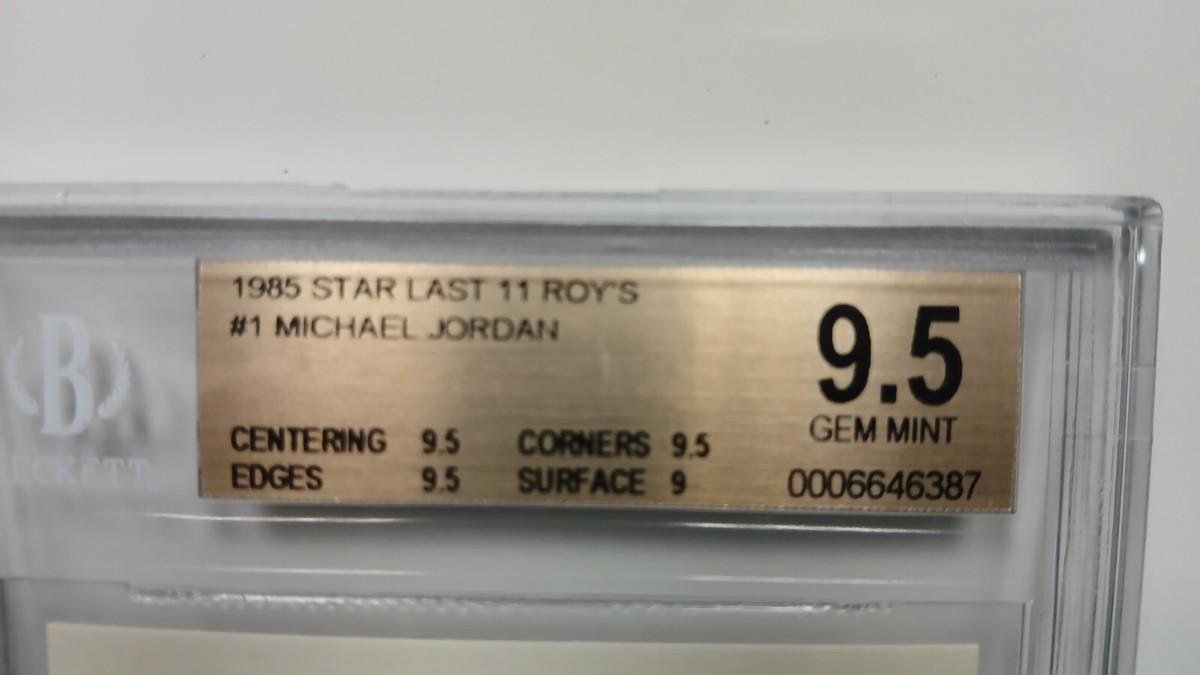 1985 STAR LAST 11 ROY'S
#1 MICHAEL JORDAN
9.5
GEM MINT
CENTERING 9.5 CORNERS 9.5
EDGES 9.5 SURFACE 9
0006646387
B
BECKETT